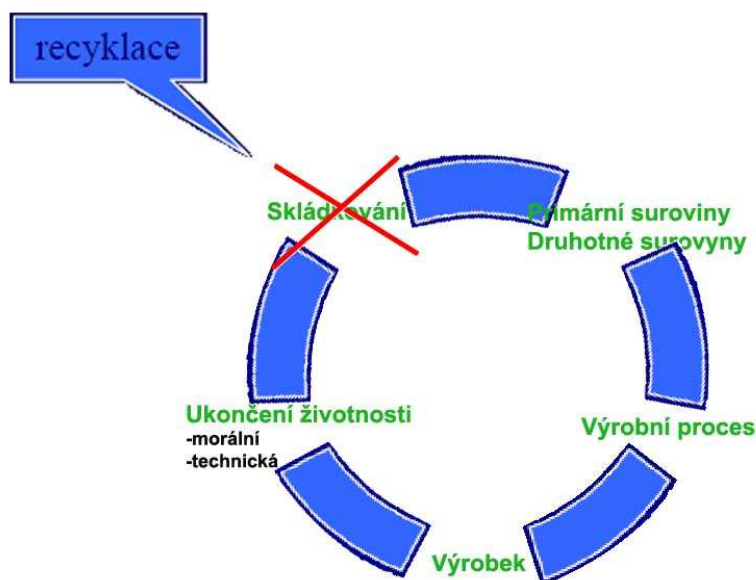 recyklace
Skládkování
Primární suroviny
Druhotné surovyny
Ukončení životnosti
-morální
-technická
Výrobní proces
Výrobek